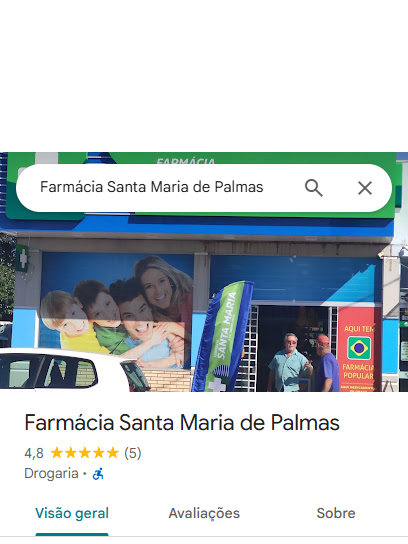 FARMÁCIA
Farmácia Santa Maria de Palmas
SANTA MARIA
AQUI TEM
FARMÁCIA
POPULAR
Farmácia Santa Maria de Palmas
4,8 (5)
Drogaria ·
Visão geral Avaliações Sobre